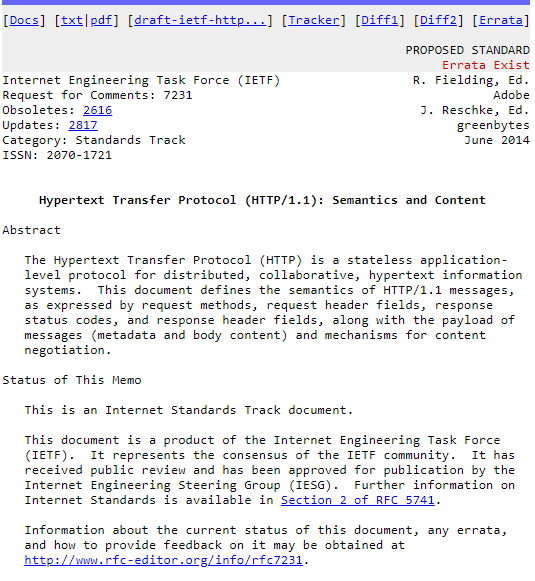 [Docs] [txt|pdf] [draft-ietf-http...] [Tracker] [Diff1] [Diff2] [Errata]
PROPOSED STANDARD
Errata Exist
Internet Engineering Task Force (IETF) R. Fielding, Ed.
Request for Comments: 7231 Adobe
Obsoletes: 2616 J. Reschke, Ed.
Updates: 2817 greenbytes
Category: Standards Track June 2014
ISSN: 2070-1721
Hypertext Transfer Protocol (HTTP/1.1): Semantics and Content
Abstract
The Hypertext Transfer Protocol (HTTP) is a stateless application-
level protocol for distributed, collaborative, hypertext information
systems. This document defines the semantics of HTTP/1.1 messages,
as expressed by request methods, request header fields, response
status codes, and response header fields, along with the payload of
messages (metadata and body content) and mechanisms for content
negotiation.
Status of This Memo
This is an Internet Standards Track document.
This document is a product of the Internet Engineering Task Force
(IETF). It represents the consensus of the IETF community. It has
received public review and has been approved for publication by the
Internet Engineering Steering Group (IESG). Further information on
Internet Standards is available in Section 2 of RFC 5741.
Information about the current status of this document, any errata,
and how to provide feedback on it may be obtained at
http://www.rfc-editor.org/info/rfc7231.